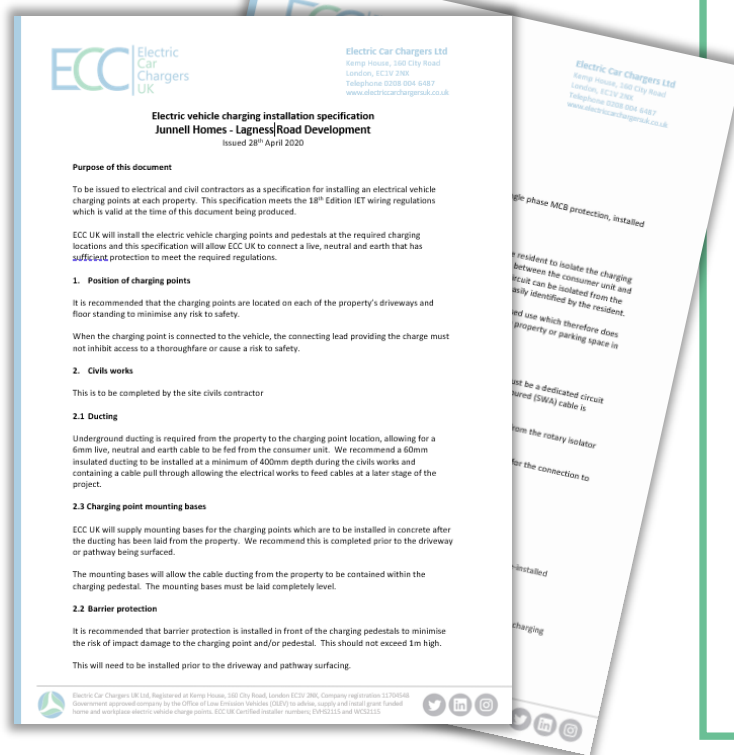 ECC
Electric
Car
Chargers
UK
Electric Car Chargers Ltd
Kemp House, 160 City Road
London, EC1V 2NX
Telephone 0208 004 6487
www.electriccarchargersuk.co.uk
Electric vehicle charging installation specification
Junnell Homes - Lagness Road Development
Issued 28th April 2020
Purpose of this document
To be issued to electrical and civil contractors as a specification for installing an electrical vehicle
charging points at each property. This specification meets the 18th Edition IET wiring regulations
which is valid at the time of this document being produced.
ECC UK will install the electric vehicle charging points and pedestals at the required charging
locations and this specification will allow ECC UK to connect a live, neutral and earth that has
sufficient protection to meet the required regulations.
1. Position of charging points
It is recommended that the charging points are located on each of the property's driveways and
floor standing to minimise any risk to safety.
When the charging point is connected to the vehicle, the connecting lead providing the charge must
not inhibit access to a thoroughfare or cause a risk to safety.
2. Civils works
This is to be completed by the site civils contractor
2.1 Ducting
Underground ducting is required from the property to the charging point location, allowing for a
6mm live, neutral and earth cable to be fed from the consumer unit. We recommend a 60mm
insulated ducting to be installed at a minimum of 400mm depth during the civils works and
containing a cable pull through allowing the electrical works to feed cables at a later stage of the
project.
2.3 Charging point mounting bases
ECC UK will supply mounting bases for the charging points which are to be installed in concrete after
the ducting has been laid from the property. We recommend this is completed prior to the driveway
or pathway being surfaced.
The mounting bases will allow the cable ducting from the property to be contained within the
charging pedestal. The mounting bases must be laid completely level.
2.2 Barrier protection
It is recommended that barrier protection is installed in front of the charging pedestals to minimise
the risk of impact damage to the charging point and/or pedestal. This should not exceed 1m high.
This will need to be installed prior to the driveway and pathway surfacing.
Electric Car Chargers UK Ltd, Registered at Kemp House, 160 City Road, London EC1V 2NX, Company registration 11704548
Government approved company by the Office of Low Emission Vehicles (OLEV) to advise, supply and install grant funded
home and workplace electric vehicle charge points. ECC UK Certified installer numbers; EVHS2115 and WCS2115
Electric Car Chargers Ltd
Kemp House, 160 City Road
London, EC1V 2NX
Telephone 0208 004 6487
www.electriccarchargersuk.co.uk
phase MCB protection, installed
resident to isolate the charging
between the consumer unit and
can be isolated from the
easily identified by the resident.
use which therefore does
property or parking space in
must be a dedicated circuit
(SWA) cable is
from the rotary isolator
for the connection to
charging